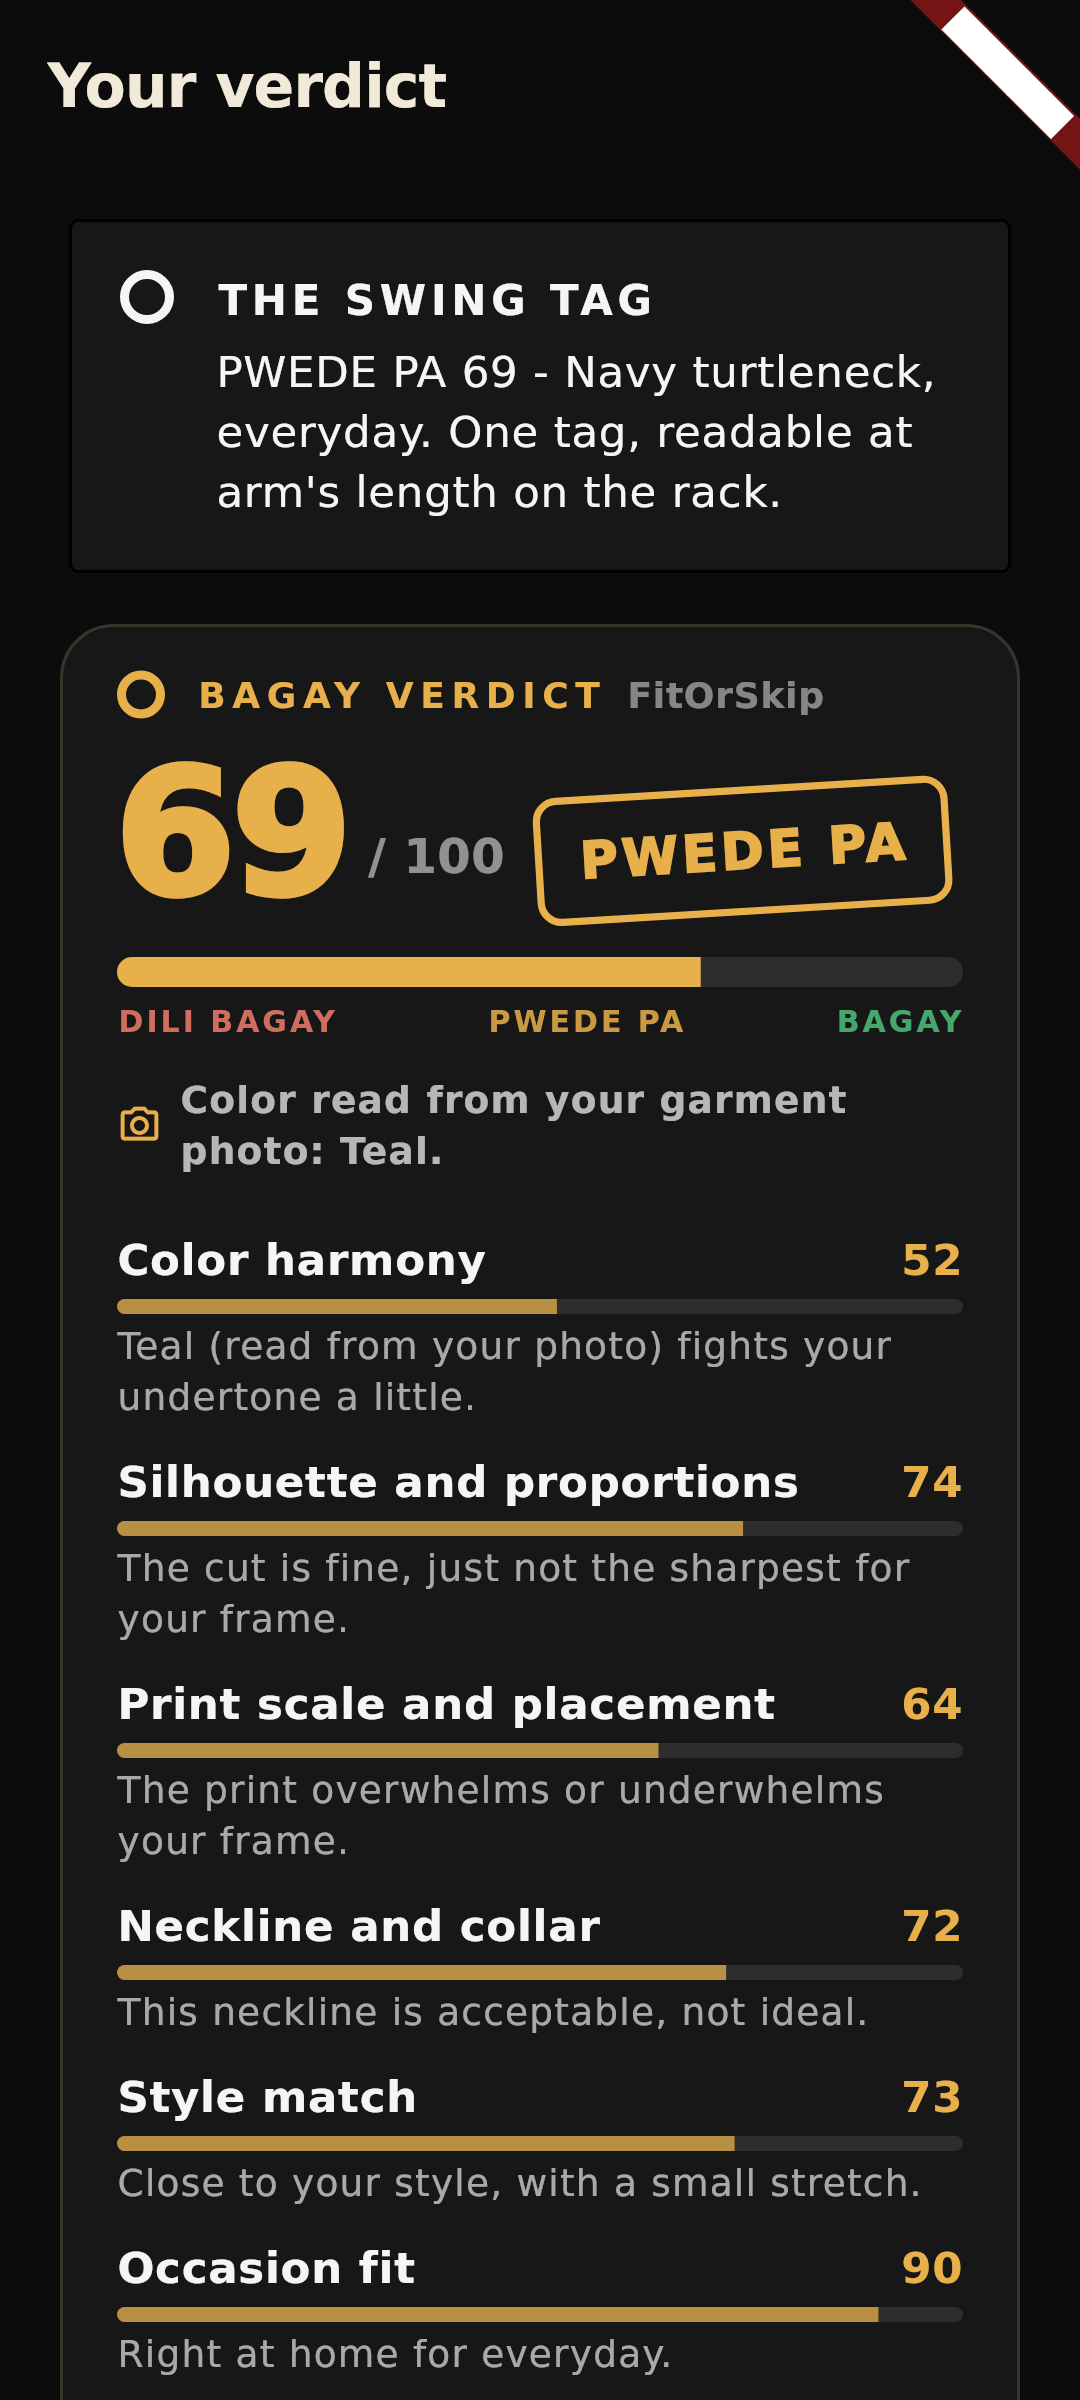 Your verdict
THE SWING TAG
PWEDE PA 69 - Navy turtleneck,
everyday. One tag, readable at
arm's length on the rack.
BAGAY VERDICT FitOrSkip
69 / 100 PWEDE PA
DILI BAGAY PWEDE PA BAGAY
Color read from your garment
photo: Teal.
Color harmony 52
Teal (read from your photo) fights your
undertone a little.
Silhouette and proportions 74
The cut is fine, just not the sharpest for
your frame.
Print scale and placement 64
The print overwhelms or underwhelms
your frame.
Neckline and collar 72
This neckline is acceptable, not ideal.
Style match 73
Close to your style, with a small stretch.
Occasion fit 90
Right at home for everyday.